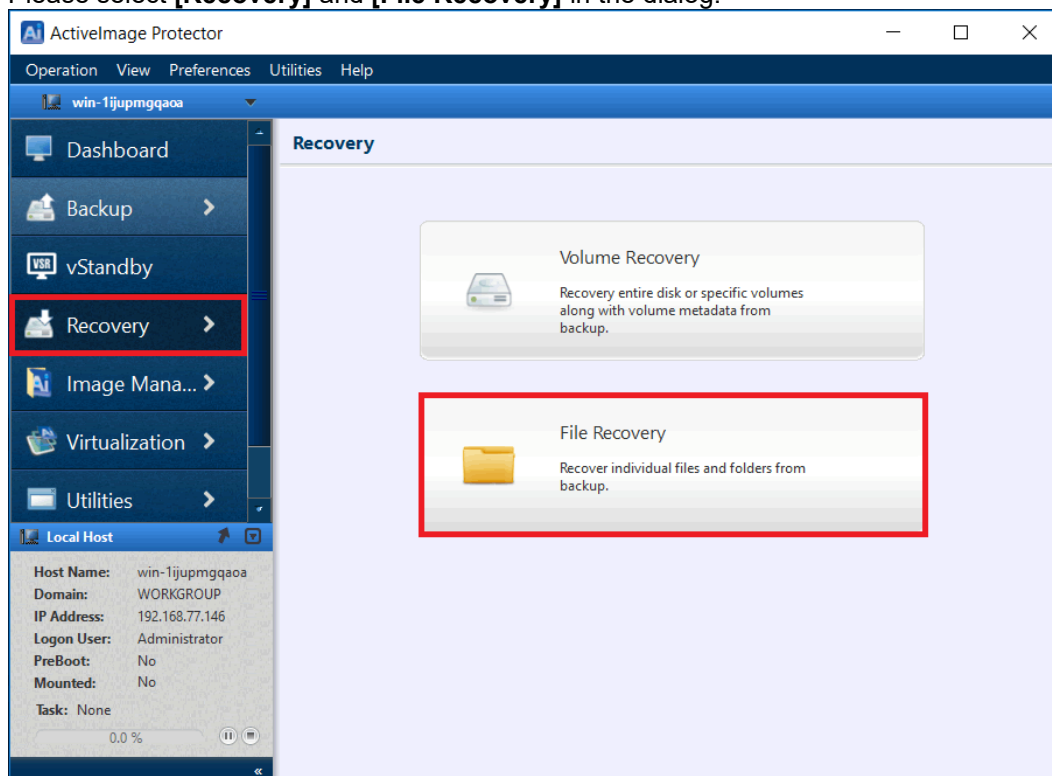 Please select [Recovery] and [File Recovery] in the dialog.
ActiveImage Protector
Operation View Preferences Utilities Help
win-1ijupmgqaoa
Dashboard
Backup
vStandby
Recovery
Image Mana...
Virtualization
Utilities
Recovery
Volume Recovery
Recovery entire disk or specific volumes
along with volume metadata from
backup.
File Recovery
Recover individual files and folders from
backup.
Local Host
Host Name: win-1ijupmgqaoa
Domain: WORKGROUP
IP Address: 192.168.77.146
Logon User: Administrator
PreBoot: No
Mounted: No
Task: None
0.0 %